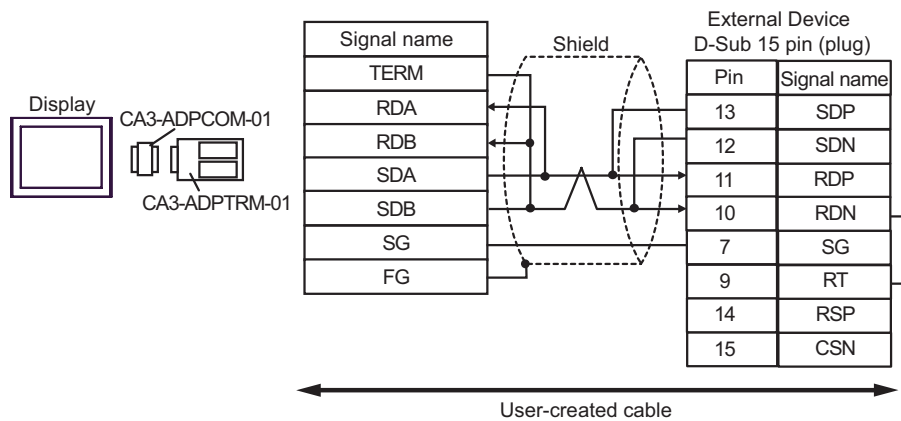 External Device
D-Sub 15 pin (plug)
Signal name
Shield
TERM
Pin Signal name
RDA
13 SDP
Display
CA3-ADPCOM-01
RDB
12 SDN
SDA
11 RDP
CA3-ADPTRM-01
SDB
10 RDN
SG
7 SG
FG
9 RT
14 RSP
15 CSN
User-created cable